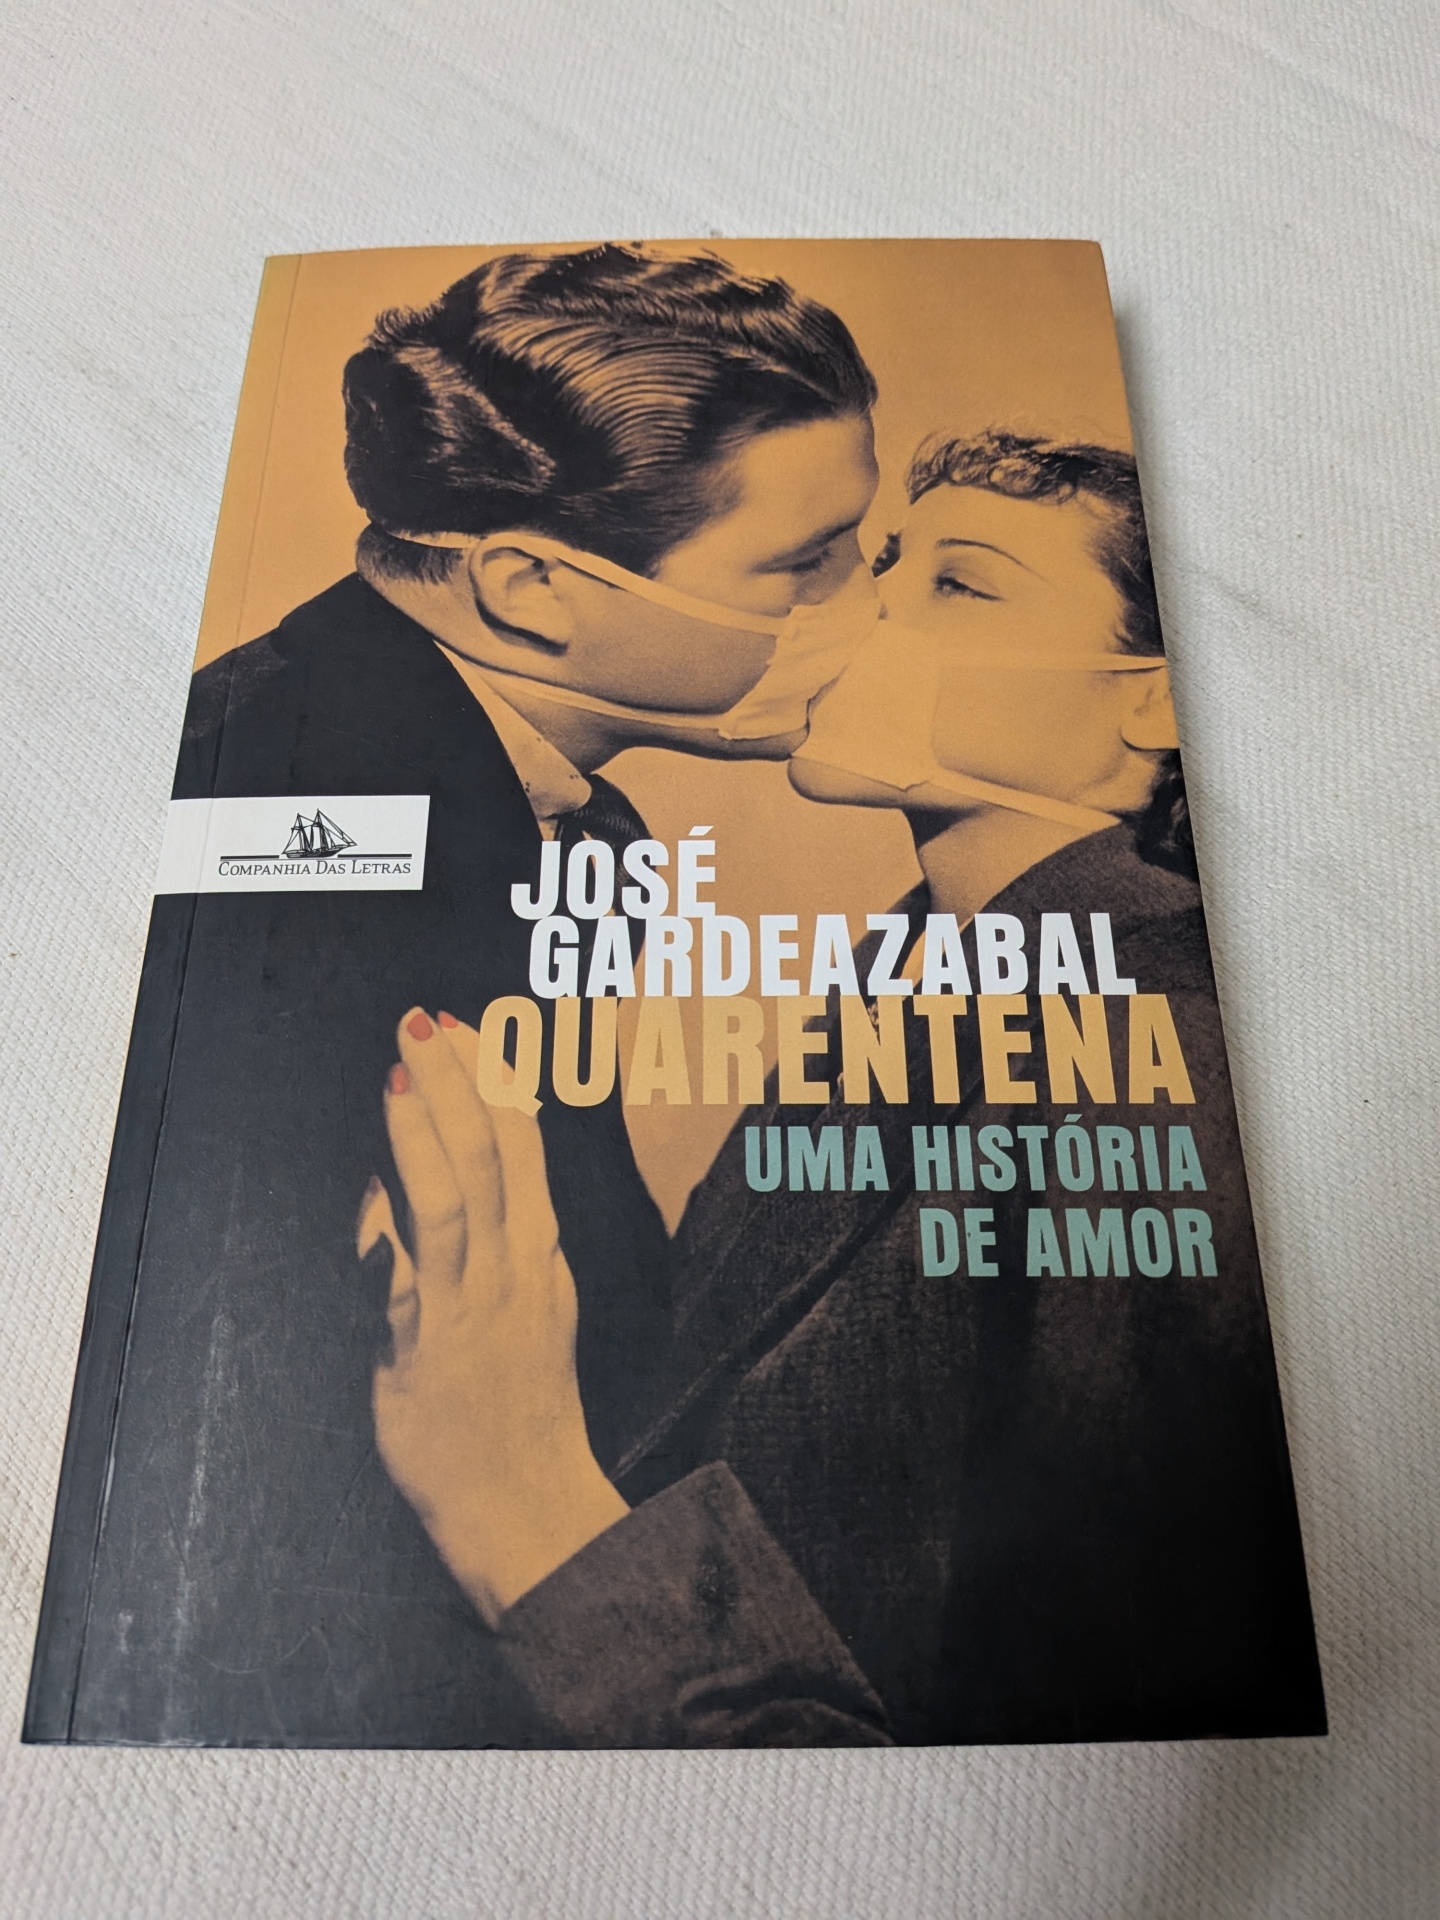 COMPANHIA DAS LETRAS
JOSÉ
GARDEAZABAL
QUARENTENA
UMA HISTÓRIA
DE AMOR